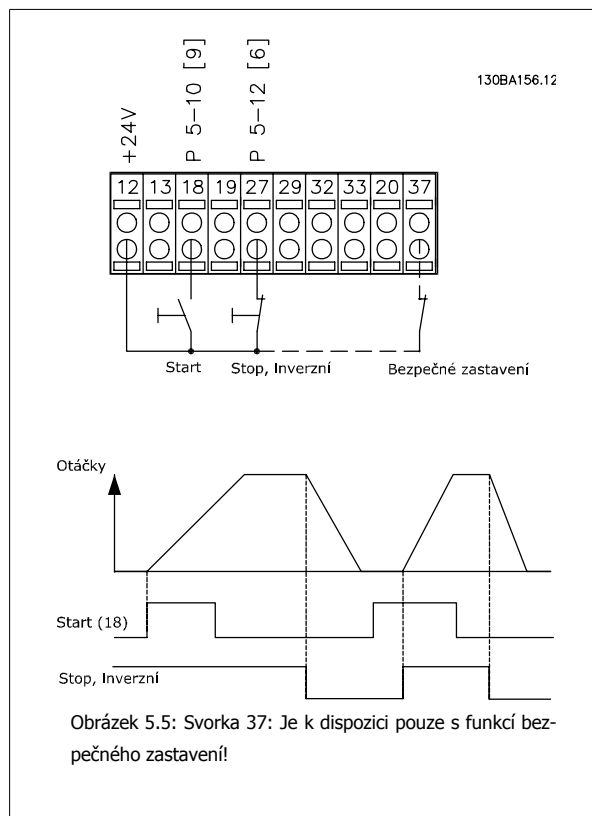 130BA156.12
+24V
P 5-10 [9]
P 5-12 [6]
12 13 18 19 27 29 32 33 20 37
Start Stop, Inverzní Bezpečné zastavení
Otáčky
Start (18)
Stop, Inverzní
Obrázek 5.5: Svorka 37: Je k dispozici pouze s funkcí bez-
pečného zastavení!